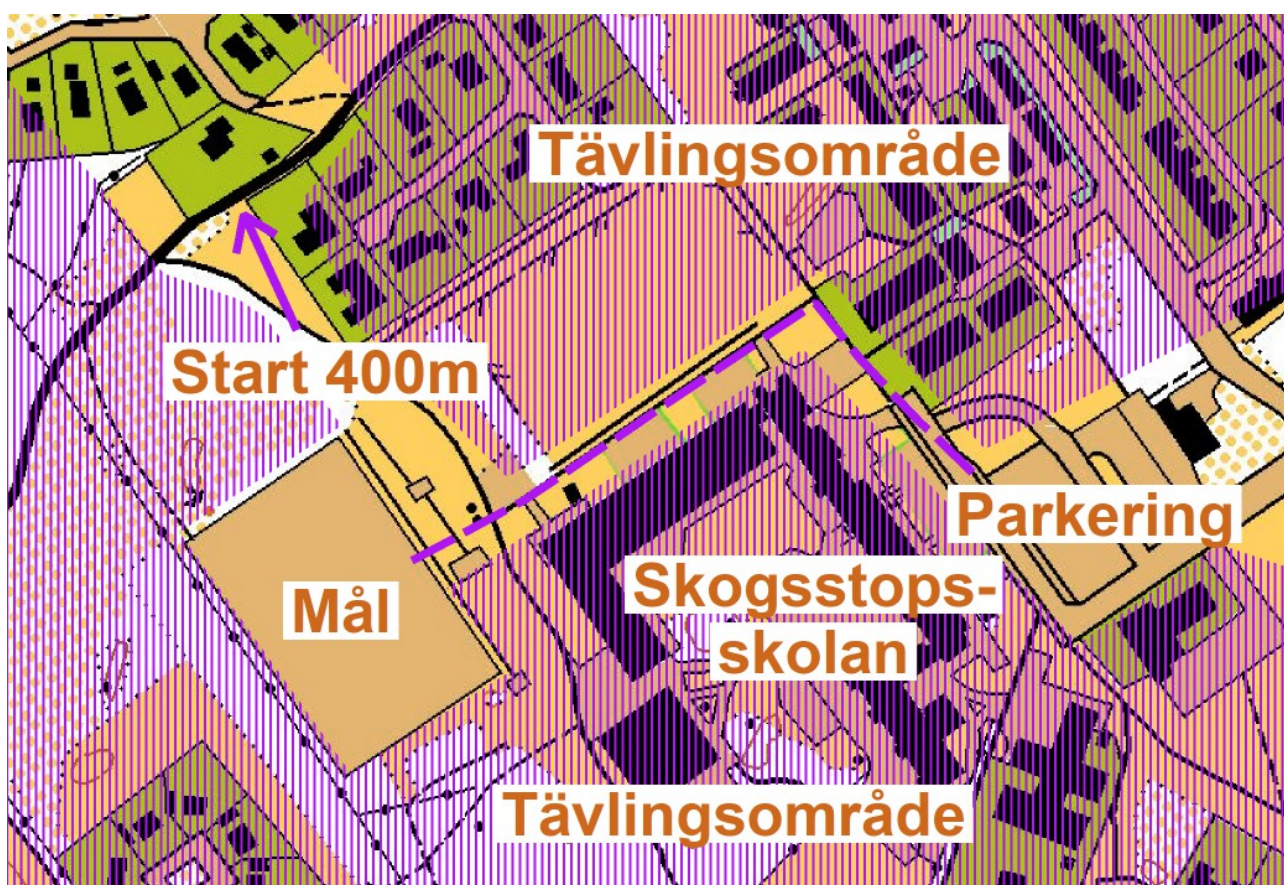 Tävlingsområde
Start 400m
Parkering
Mål
Skogsstops-
skolan
Tävlingsområde